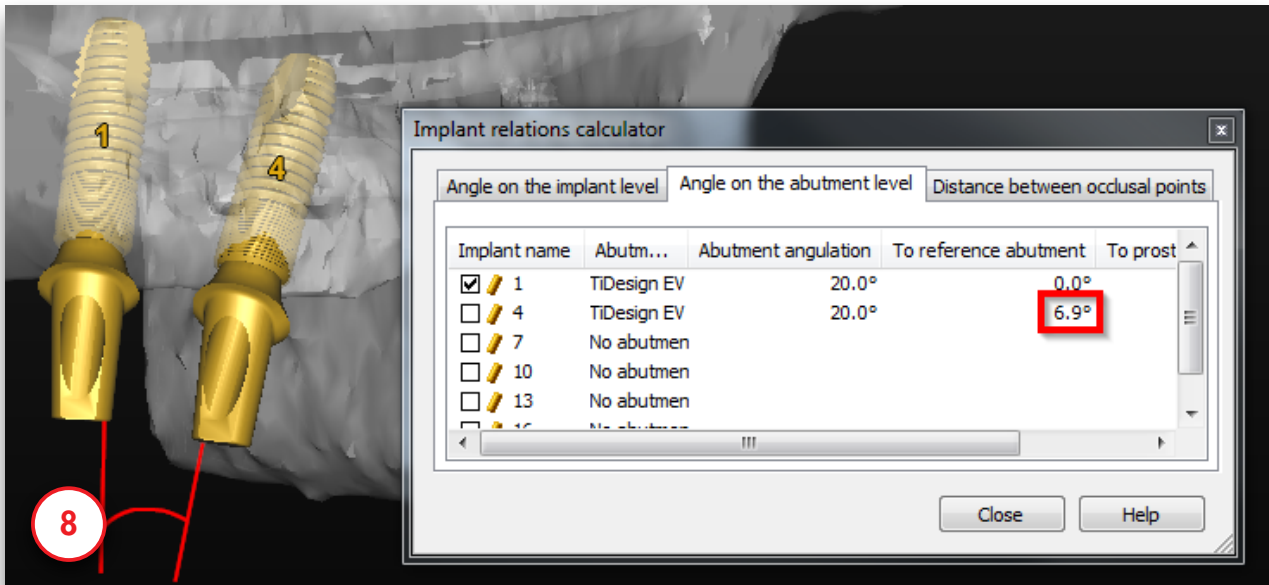 1
4
8
Implant relations calculator
Angle on the implant level Angle on the abutment level Distance between occlusal points
Implant name Abutm... Abutment angulation To reference abutment To prost
1 TiDesign EV 20.0° 0.0°
4 TiDesign EV 20.0° 6.9°
7 No abutmen
10 No abutmen
13 No abutmen
Close Help